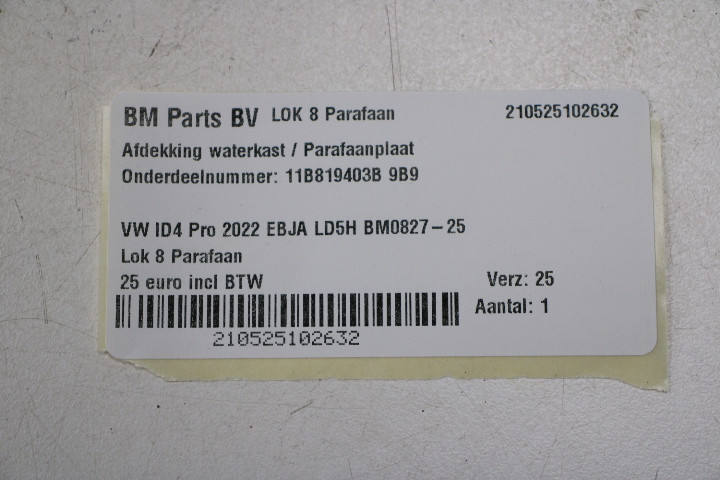 BM Parts BV LOK 8 Parafaan 210525102632
Afdekking waterkast / Parafaanplaat
Onderdeelnummer: 11B819403B 9B9
VW ID4 Pro 2022 EBJA LD5H BM0827-25
Lok 8 Parafaan
25 euro incl BTW Verz: 25
Aantal: 1
210525102632